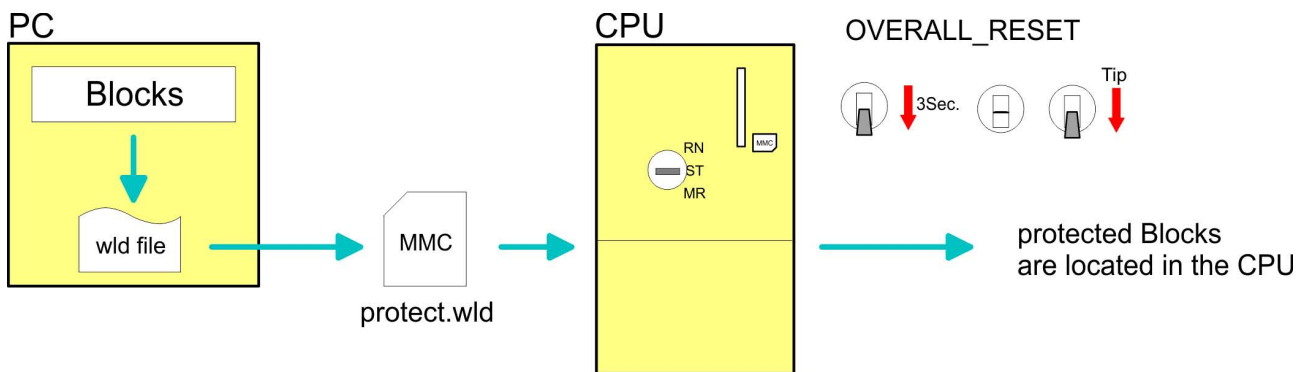 PC
Blocks
wld file
MMC
protect.wld
CPU
MMC
RN
ST
MR
OVERALL_RESET
3Sec.
Tip
protected Blocks
are located in the CPU